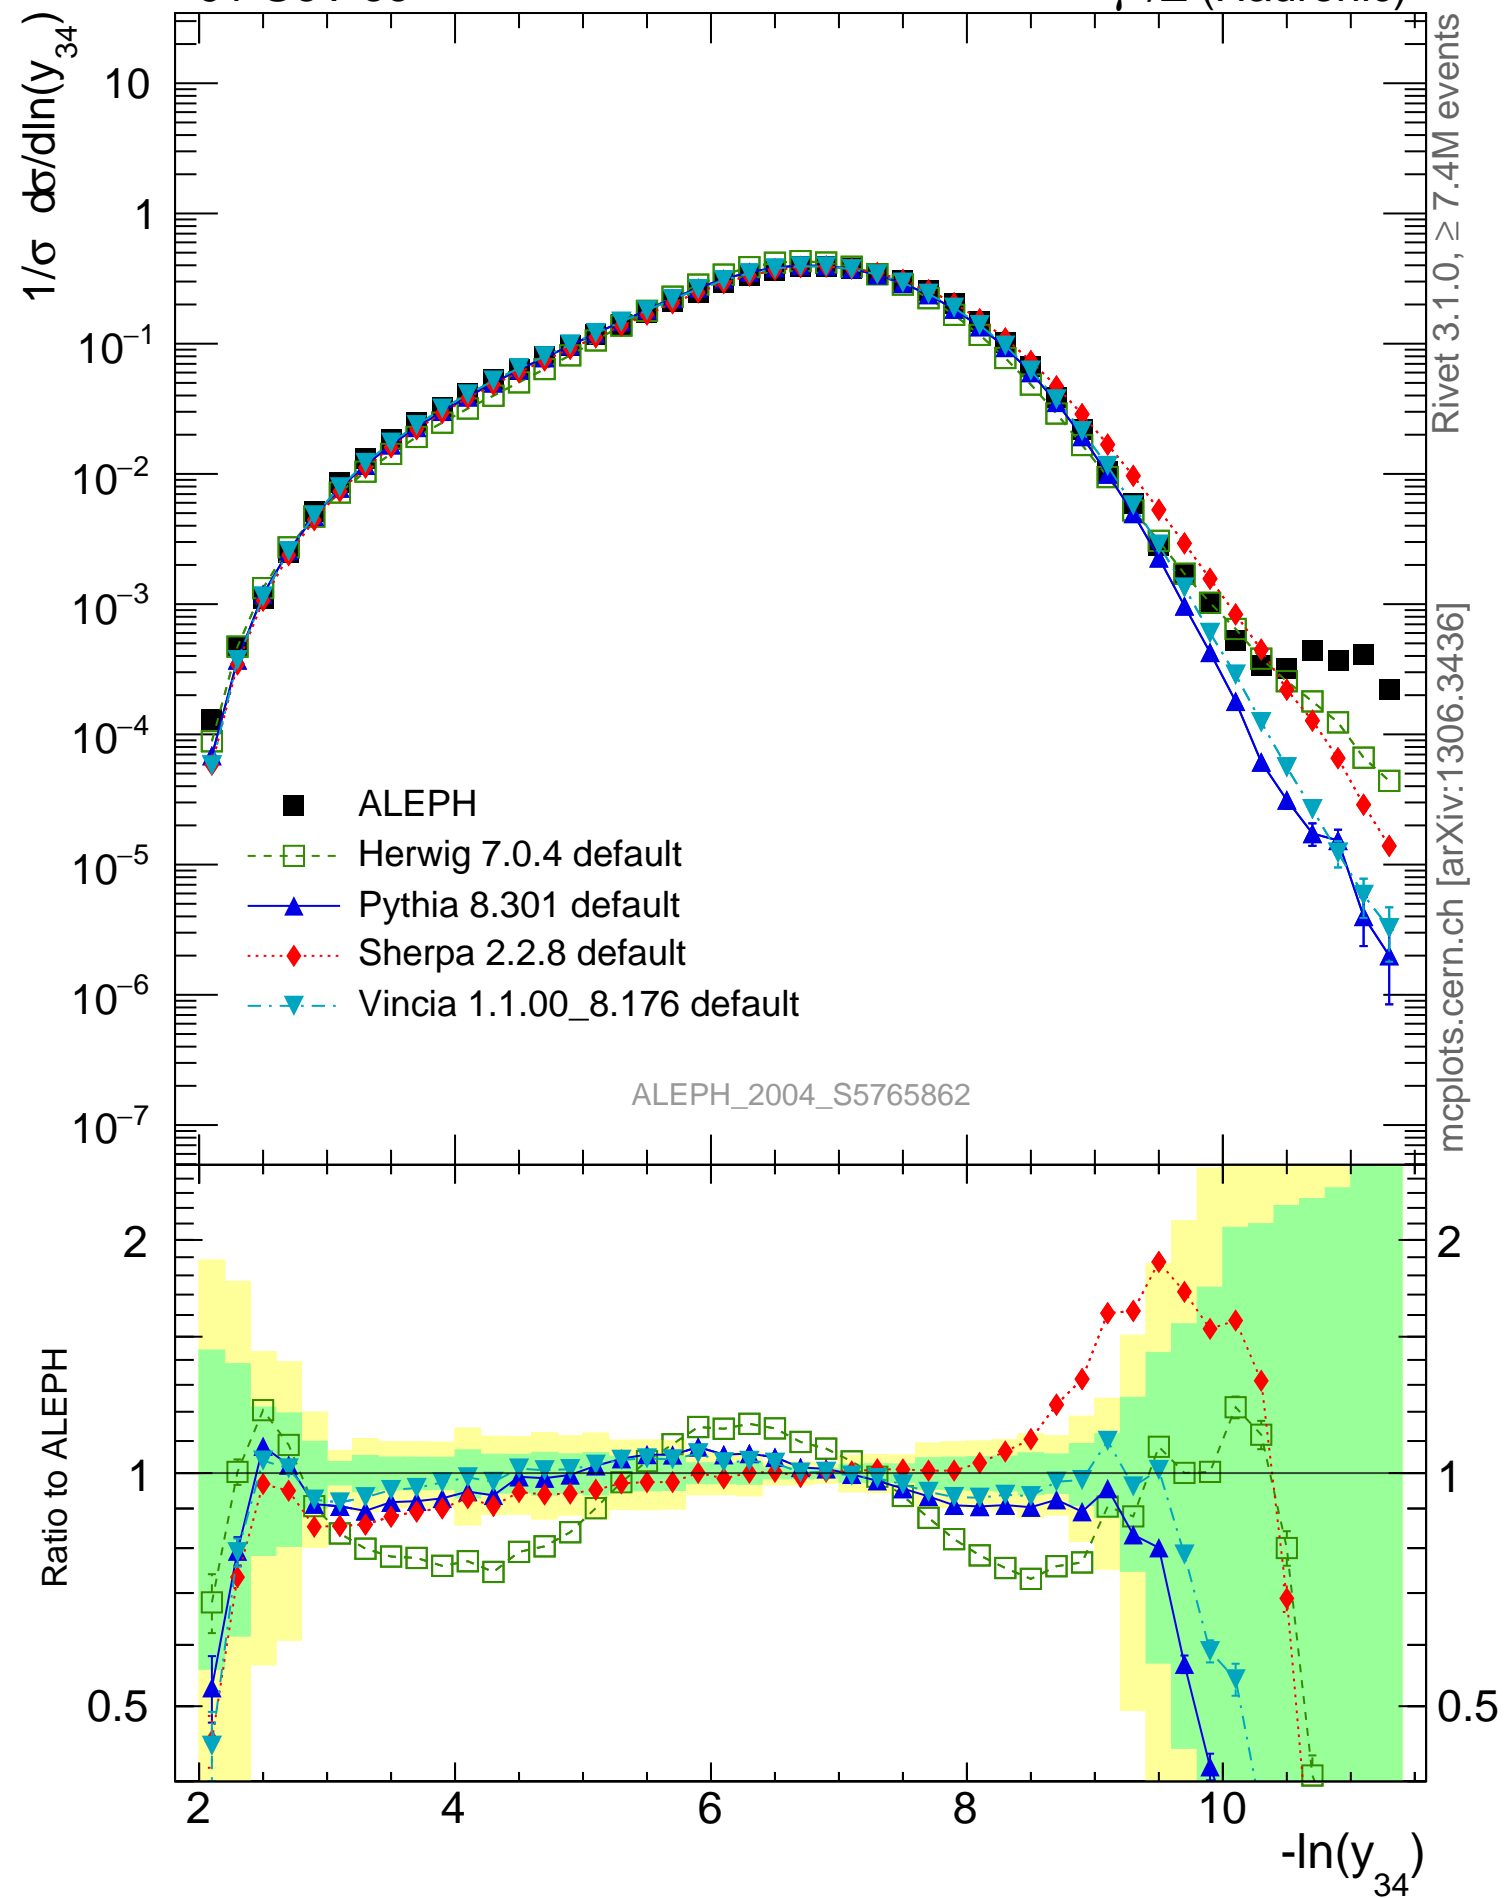 1/σ dσ/dln(y34)
10
1
10−1
10−2
10−3
10−4
10−5
10−6
10−7
ALEPH
Herwig 7.0.4 default
Pythia 8.301 default
Sherpa 2.2.8 default
Vincia 1.1.00_8.176 default
ALEPH_2004_S5765862
Rivet 3.1.0, ≥ 7.4M events
mcplots.cern.ch [arXiv:1306.3436]
Ratio to ALEPH
2
1
0.5
2
1
0.5
2
4
6
8
10
-ln(y34)